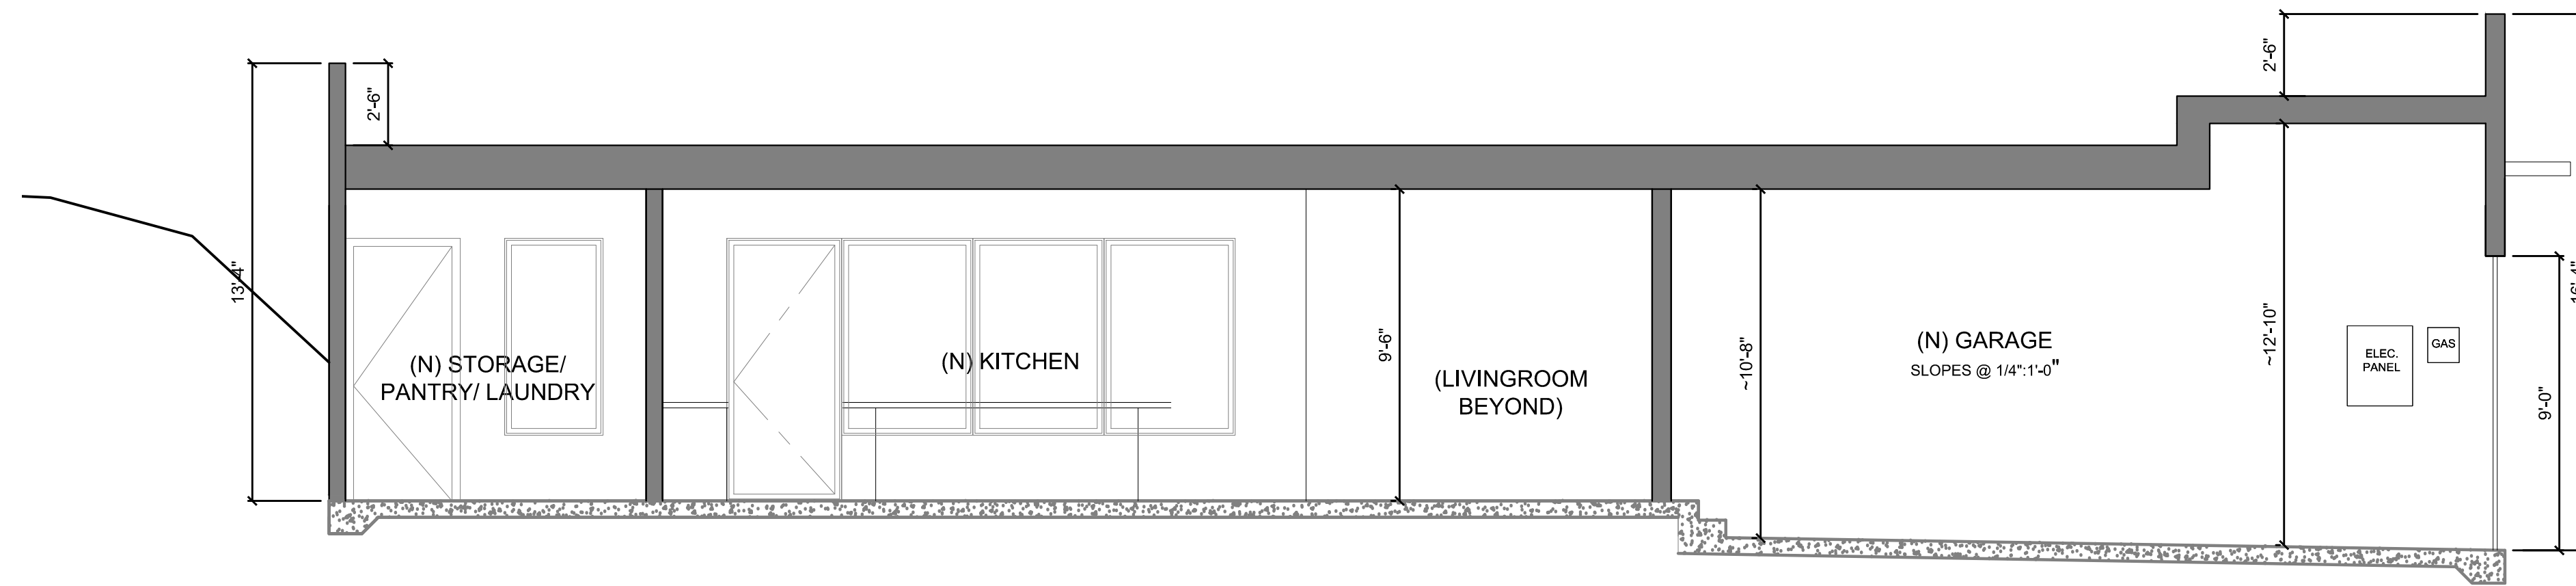 2'-6"
2'-6"
13'-4"
(N) STORAGE/
PANTRY/ LAUNDRY
(N) KITCHEN
9'-6"
(LIVINGROOM
BEYOND)
~10'-8"
(N) GARAGE
SLOPES @ 1/4":1'-0"
~12'-10"
ELEC.
PANEL
GAS
9'-0"